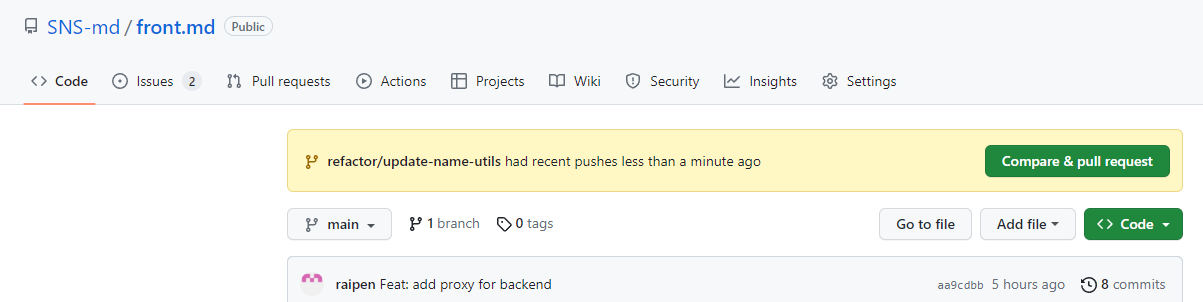 SNS-md / front.md Public
Code Issues 2 Pull requests Actions Projects Wiki Security Insights Settings
refactor/update-name-utils had recent pushes less than a minute ago Compare & pull request
main 1 branch 0 tags Go to file Add file Code
raipen Feat: add proxy for backend aa9cdbb 5 hours ago 8 commits